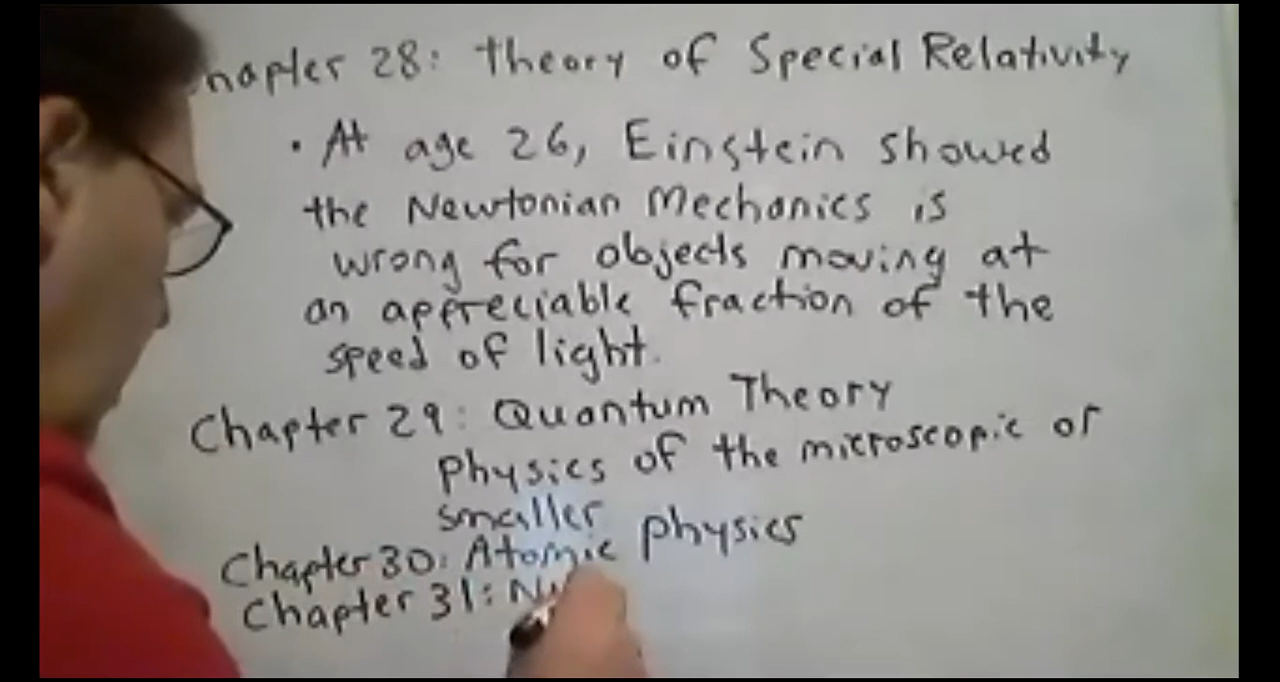 hapter 28: Theory of Special Relativity
• At age 26, Einstein showed
the Newtonian Mechanics is
wrong for objects moving at
an appreciable fraction of the
speed of light.
Chapter 29: Quantum Theory
Physics of the microscopic or
smaller
Chapter 30: Atomic physics
Chapter 31: Nu